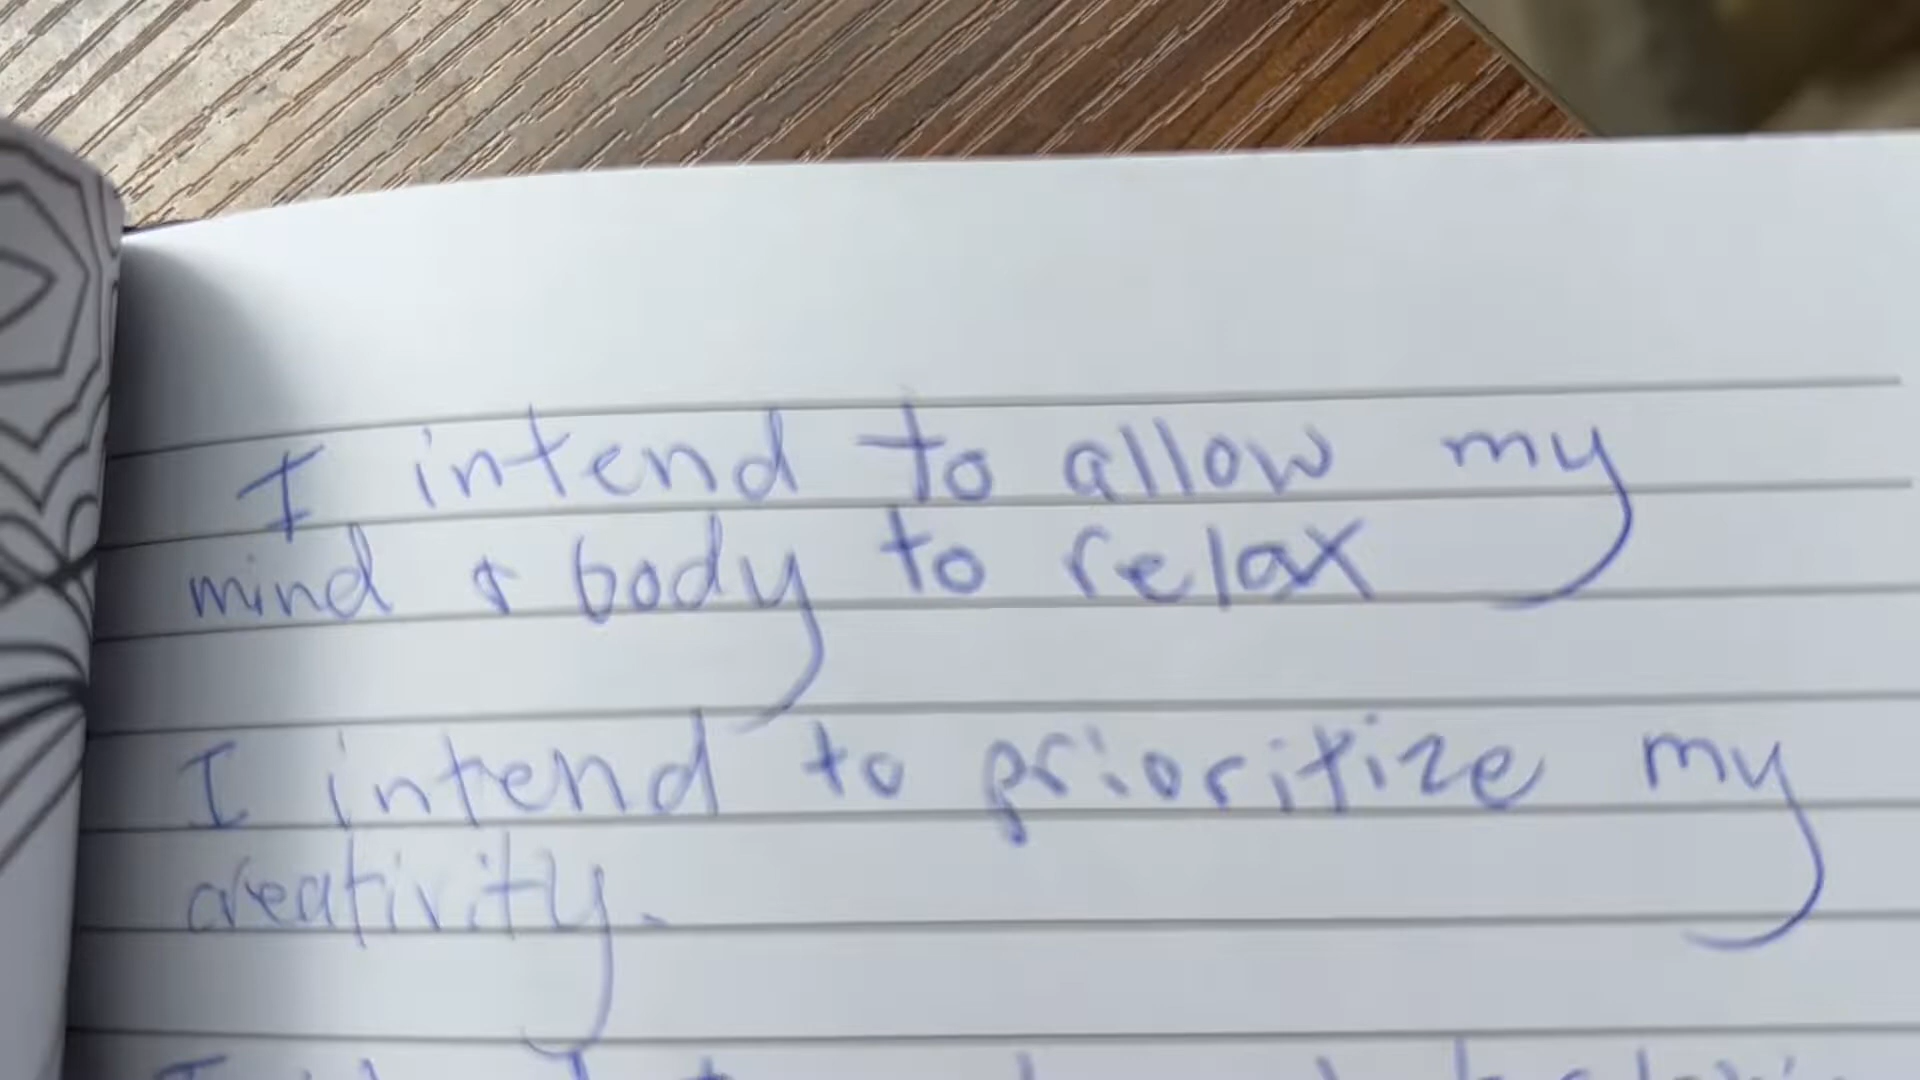 I intend to allow my
mind & body to relax
I intend to prioritize my
creativity.